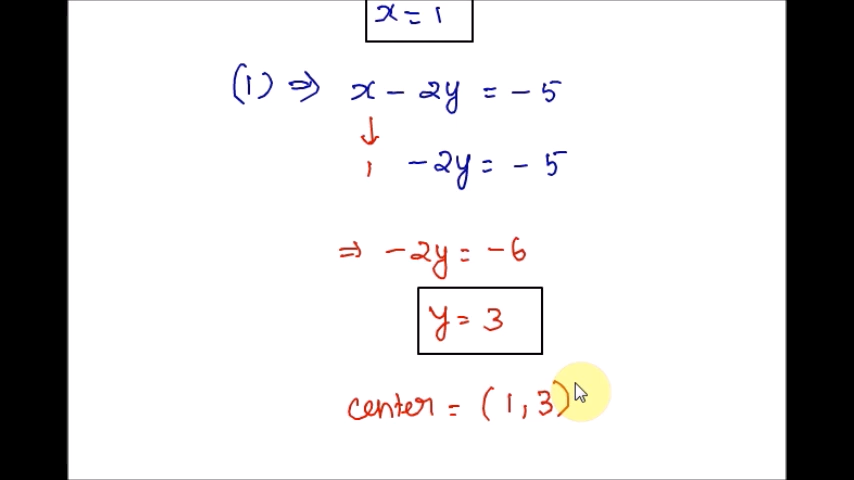 x = 1
(1) ⇒ x - 2y = - 5
↓
1 - 2y = - 5
⇒ - 2y = - 6
y = 3
center = (1, 3)